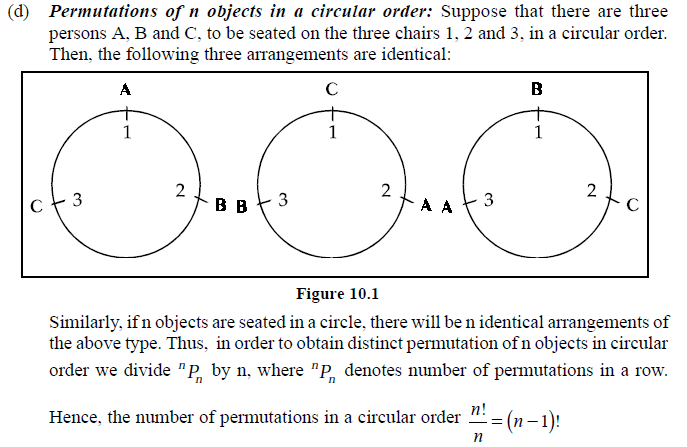 (d) Permutations of n objects in a circular order: Suppose that there are three
persons A, B and C, to be seated on the three chairs 1, 2 and 3, in a circular order.
Then, the following three arrangements are identical:
A C B
1 1 1
C 3 2 B B 3 2 A A 3 2 C
Figure 10.1
Similarly, if n objects are seated in a circle, there will be n identical arrangements of
the above type. Thus, in order to obtain distinct permutation of n objects in circular
order we divide ⁿPₙ by n, where ⁿPₙ denotes number of permutations in a row.
Hence, the number of permutations in a circular order n!/n = (n – 1)!